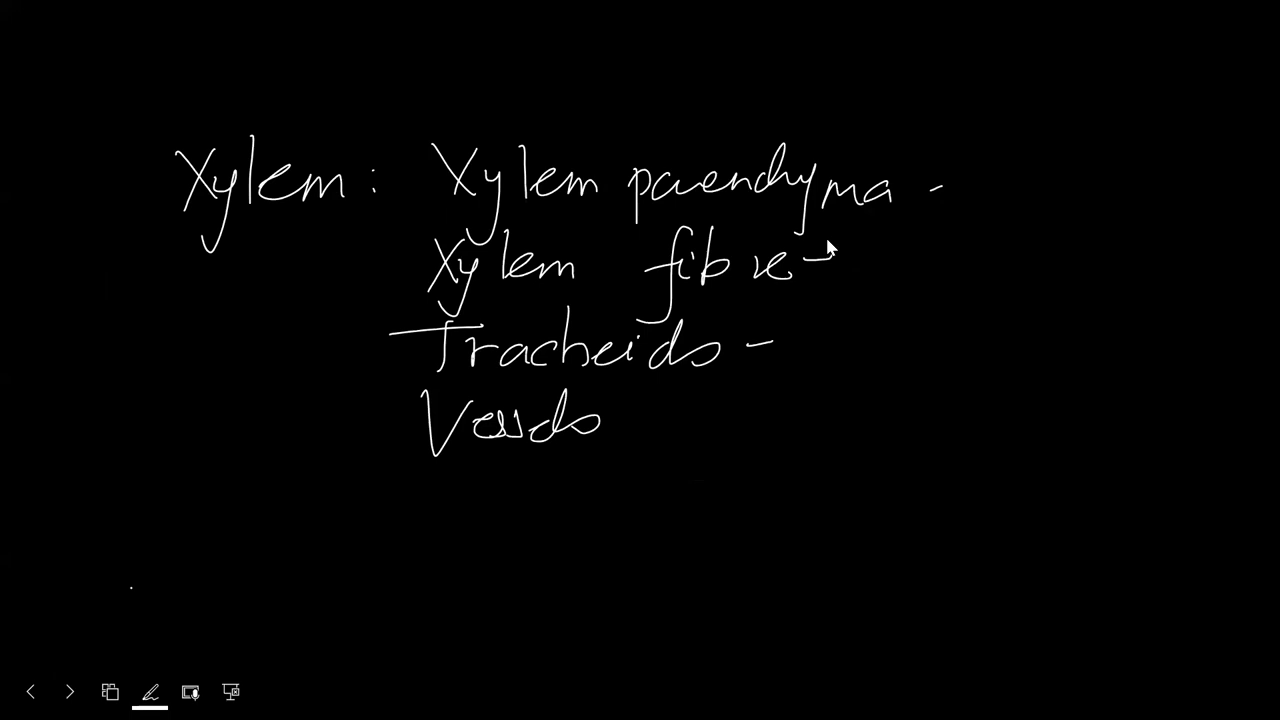 Xylem: Xylem parenchyma -
Xylem fibre -
Tracheids -
Vessels